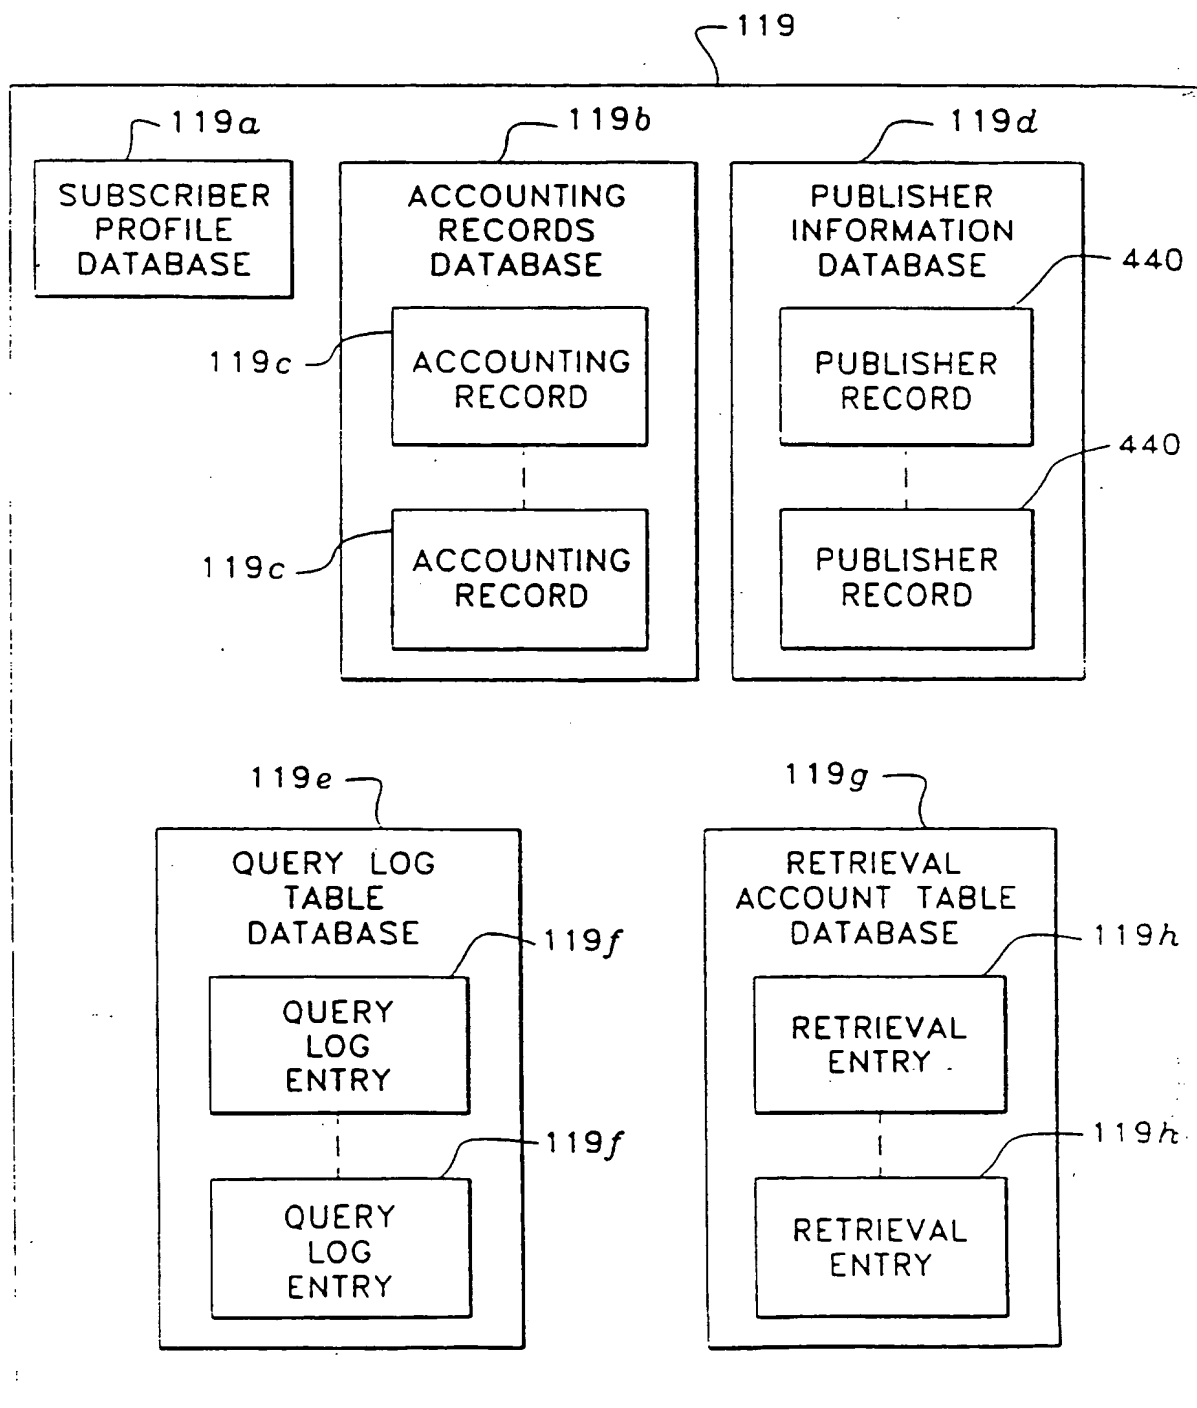 119
119a
SUBSCRIBER
PROFILE
DATABASE
119b
ACCOUNTING
RECORDS
DATABASE
119c
ACCOUNTING
RECORD
119c
ACCOUNTING
RECORD
119d
PUBLISHER
INFORMATION
DATABASE
440
PUBLISHER
RECORD
440
PUBLISHER
RECORD
119e
QUERY LOG
TABLE
DATABASE
119f
QUERY
LOG
ENTRY
119f
QUERY
LOG
ENTRY
119g
RETRIEVAL
ACCOUNT TABLE
DATABASE
119h
RETRIEVAL
ENTRY
119h
RETRIEVAL
ENTRY